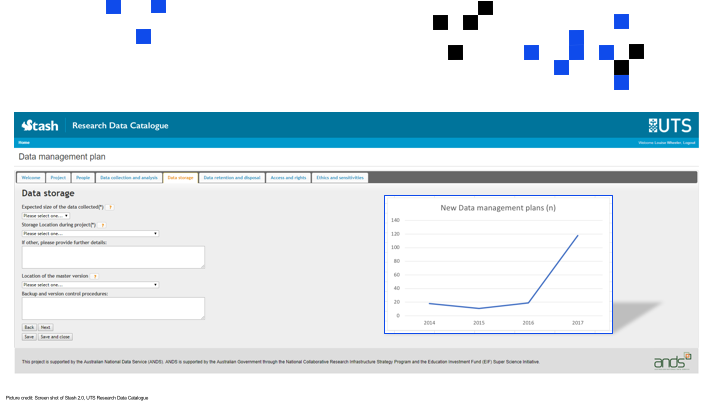 Stash Research Data Catalogue UTS
Home Welcome Louise Wheeler, Logout
Data management plan
Welcome Project People Data collection and analysis Data storage Data retention and disposal Access and rights Ethics and sensitivities
Data storage
Expected size of the data collected(*) ?
Please select one...
Storage Location during project(*) ?
Please select one...
If other, please provide further details:
Location of the master version ?
Please select one...
Backup and version control procedures:
Back Next
Save Save and close
New Data management plans (n)
140
120
100
80
60
40
20
0
2014 2015 2016 2017
This project is supported by the Australian National Data Service (ANDS). ANDS is supported by the Australian Government through the National Collaborative Research Infrastructure Strategy Program and the Education Investment Fund (EIF) Super Science Initiative.
ands
Picture credit: Screen shot of Stash 2.0, UTS Research Data Catalogue